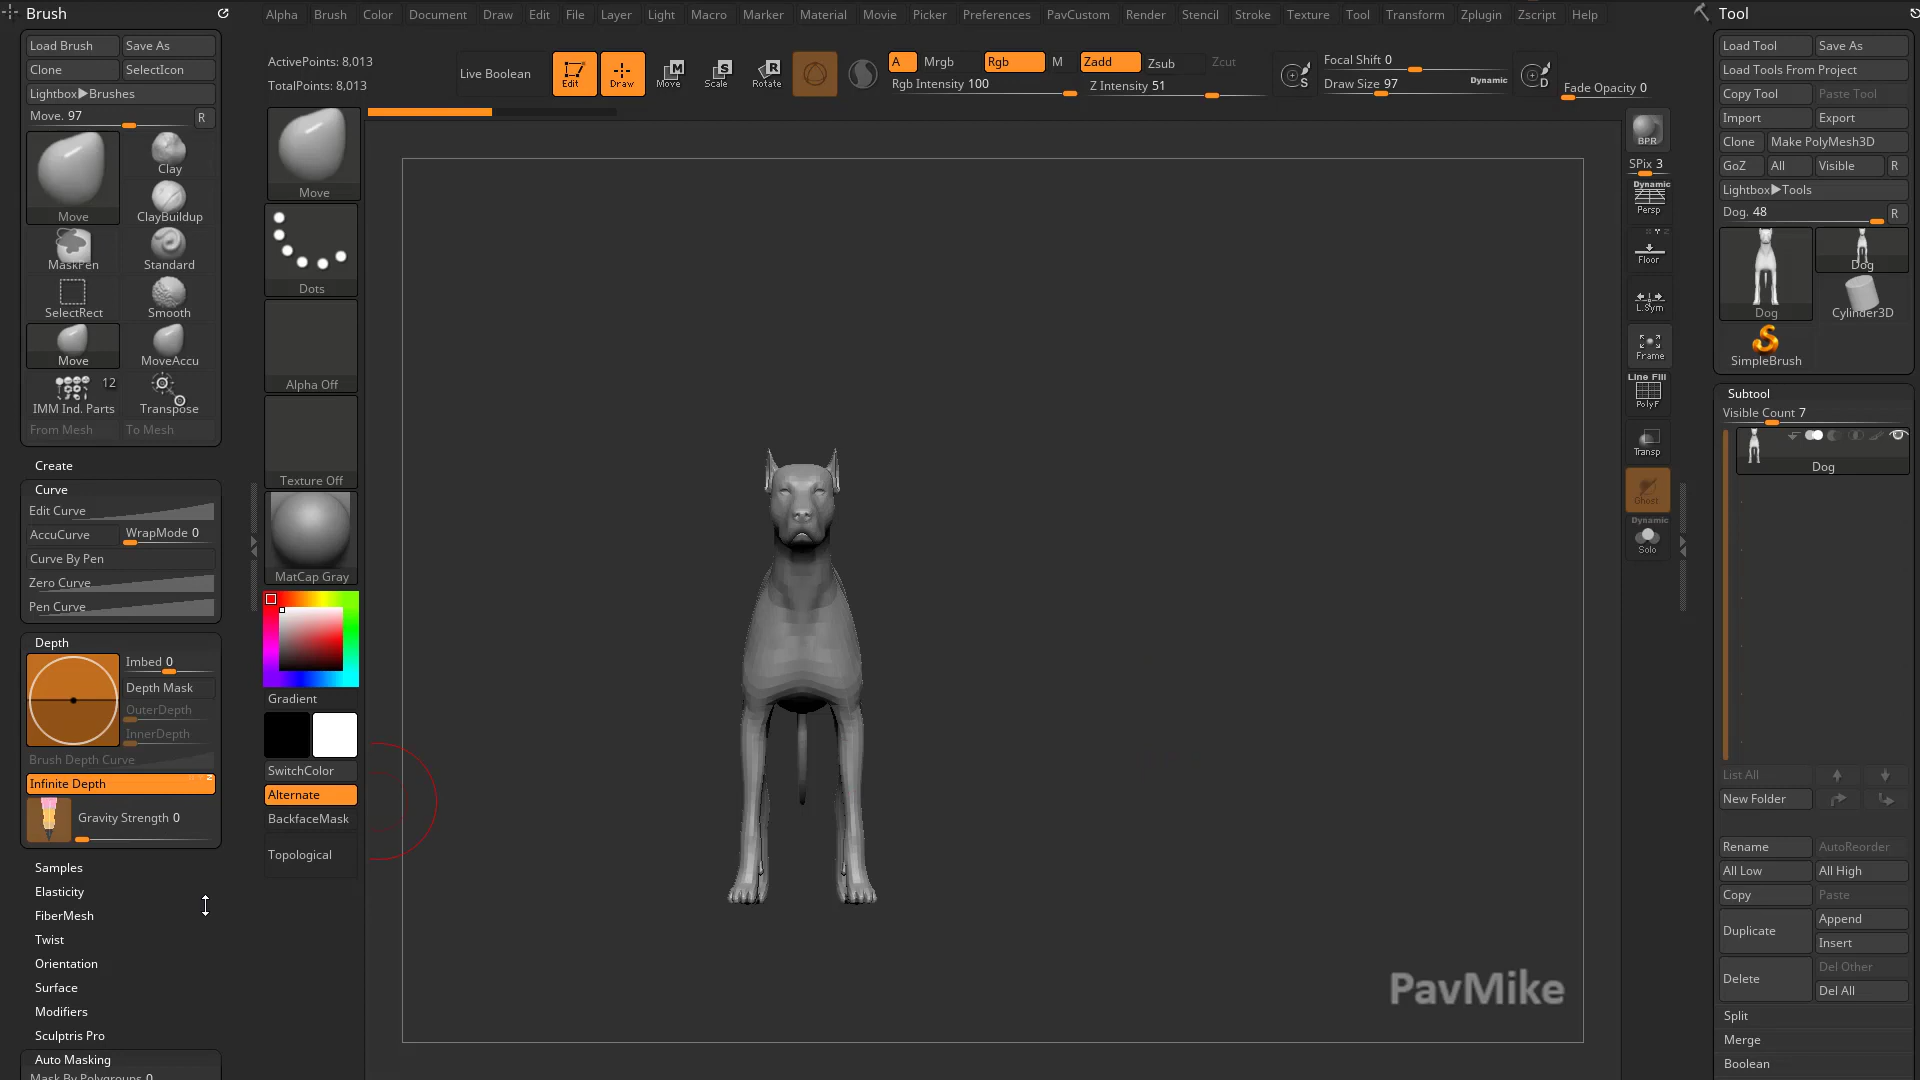 Brush
Alpha Brush Color Document Draw Edit File Layer Light Macro Marker Material Movie Picker Preferences PavCustom Render Stencil Stroke Texture Tool Transform Zplugin Zscript Help
Tool
Load Brush Save As
Clone SelectIcon
Lightbox▶Brushes
Move. 97 R
Move
Clay
ClayBuildup
MaskPen Standard
SelectRect Smooth
Move MoveAccu
12
IMM Ind. Parts Transpose
From Mesh To Mesh
Create
Curve
Edit Curve
AccuCurve WrapMode 0
Curve By Pen
Zero Curve
Pen Curve
Depth
Imbed 0
Depth Mask
OuterDepth
InnerDepth
Brush Depth Curve
Infinite Depth
Gravity Strength 0
Samples
Elasticity
FiberMesh
Twist
Orientation
Surface
Modifiers
Sculptris Pro
Auto Masking
Mask By Polygroups 0
ActivePoints: 8,013
TotalPoints: 8,013
Live Boolean
Edit
Draw
M
Move
S
Scale
R
Rotate
A Mrgb Rgb M Zadd Zsub Zcut
Rgb Intensity 100 Z Intensity 51
S
Focal Shift 0
Draw Size 97 Dynamic
D
Fade Opacity 0
Move
Dots
Alpha Off
Texture Off
MatCap Gray
Gradient
SwitchColor
Alternate
BackfaceMask
Topological
PavMike
BPR
SPix 3
Dynamic
Persp
Floor
L.Sym
Frame
Line Fill
PolyF
Transp
Ghost
Dynamic
Solo
Load Tool Save As
Load Tools From Project
Copy Tool Paste Tool
Import Export
Clone Make PolyMesh3D
GoZ All Visible R
Lightbox▶Tools
Dog. 48 R
Dog
Dog
Cylinder3D
SimpleBrush
Subtool
Visible Count 7
Dog
List All
New Folder
Rename AutoReorder
All Low All High
Copy Paste
Duplicate
Append
Insert
Delete
Del Other
Del All
Split
Merge
Boolean